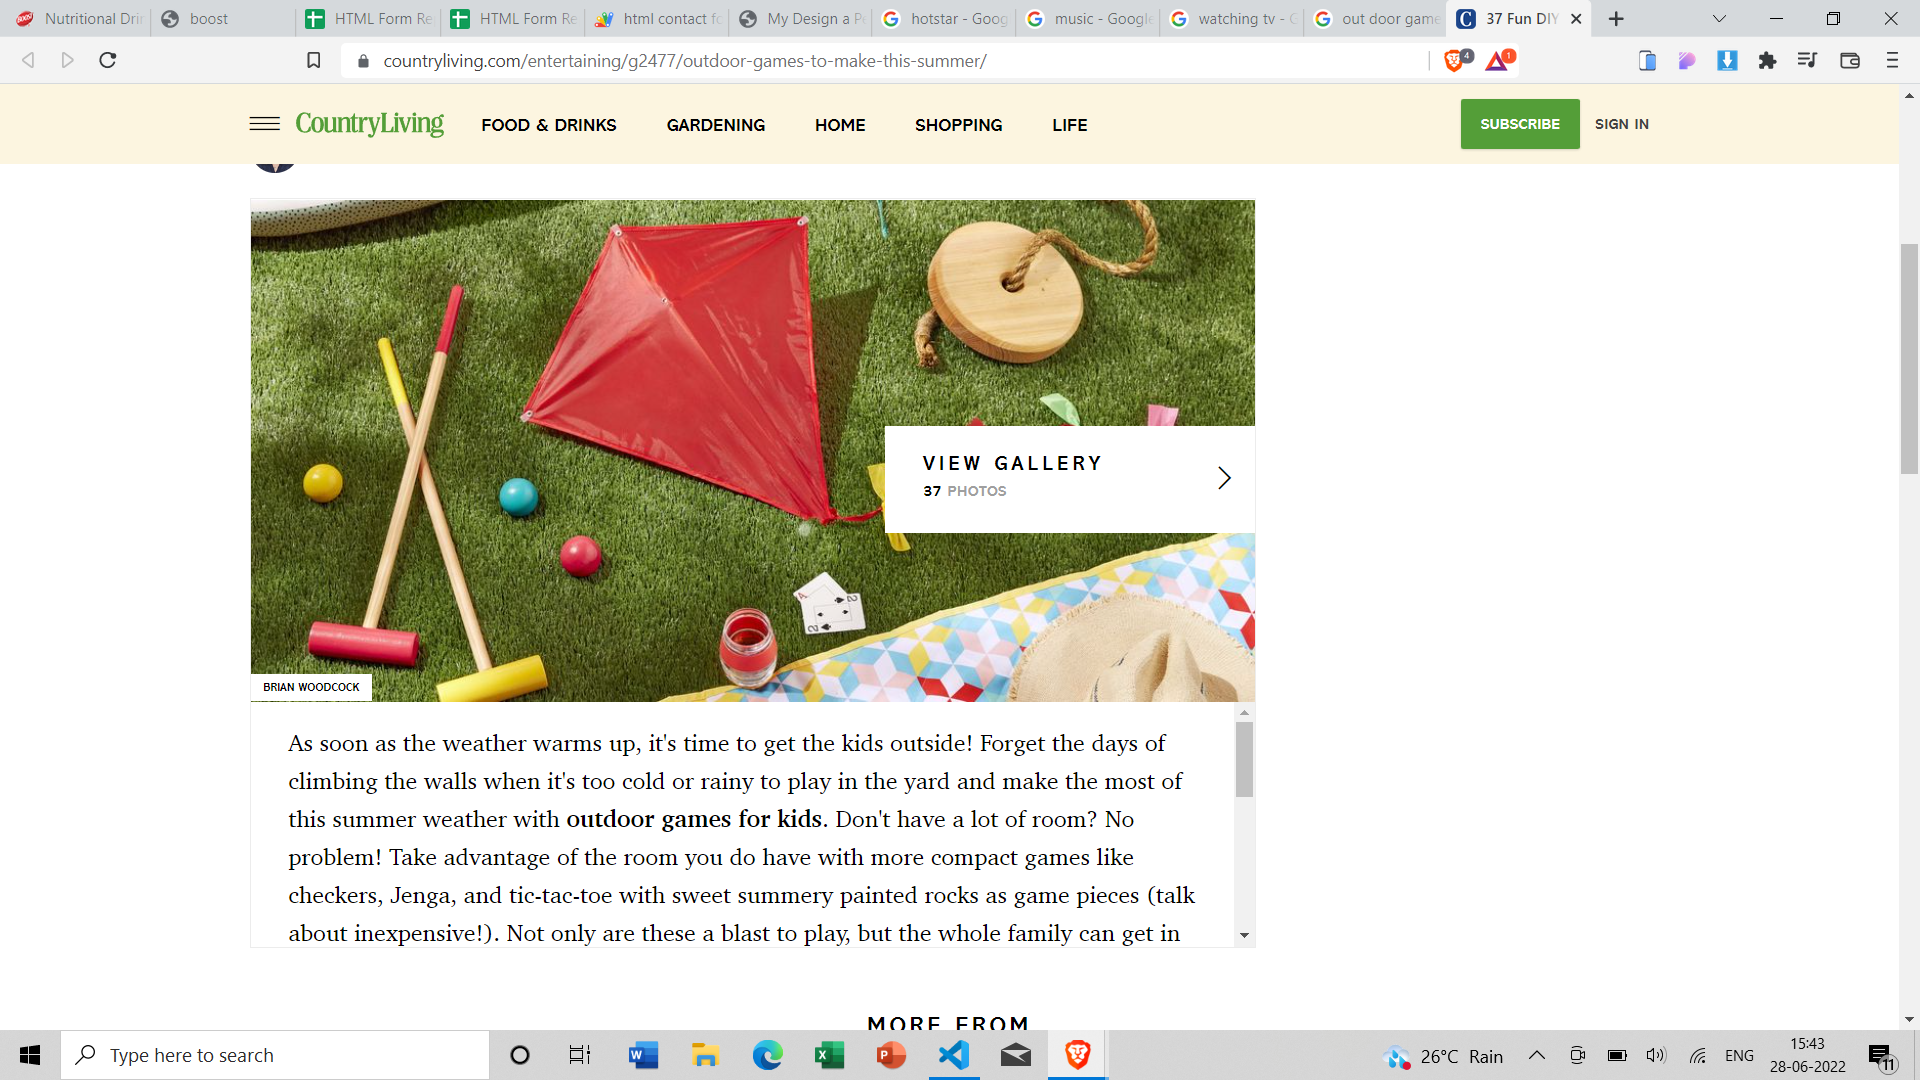 Nutritional Dri
boost
HTML Form Re
HTML Form Re
html contact fo
My Design a Po
hotstar - Goog
music - Google
watching tv - G
out door game
37 Fun DIY
countryliving.com/entertaining/g2477/outdoor-games-to-make-this-summer/
4
1
CountryLiving
FOOD & DRINKS
GARDENING
HOME
SHOPPING
LIFE
SUBSCRIBE
SIGN IN
VIEW GALLERY
37 PHOTOS
BRIAN WOODCOCK
As soon as the weather warms up, it's time to get the kids outside! Forget the days of
climbing the walls when it's too cold or rainy to play in the yard and make the most of
this summer weather with outdoor games for kids. Don't have a lot of room? No
problem! Take advantage of the room you do have with more compact games like
checkers, Jenga, and tic-tac-toe with sweet summery painted rocks as game pieces (talk
about inexpensive!). Not only are these a blast to play, but the whole family can get in
MORE FROM
Type here to search
26°C Rain
ENG
15:43
28-06-2022
11